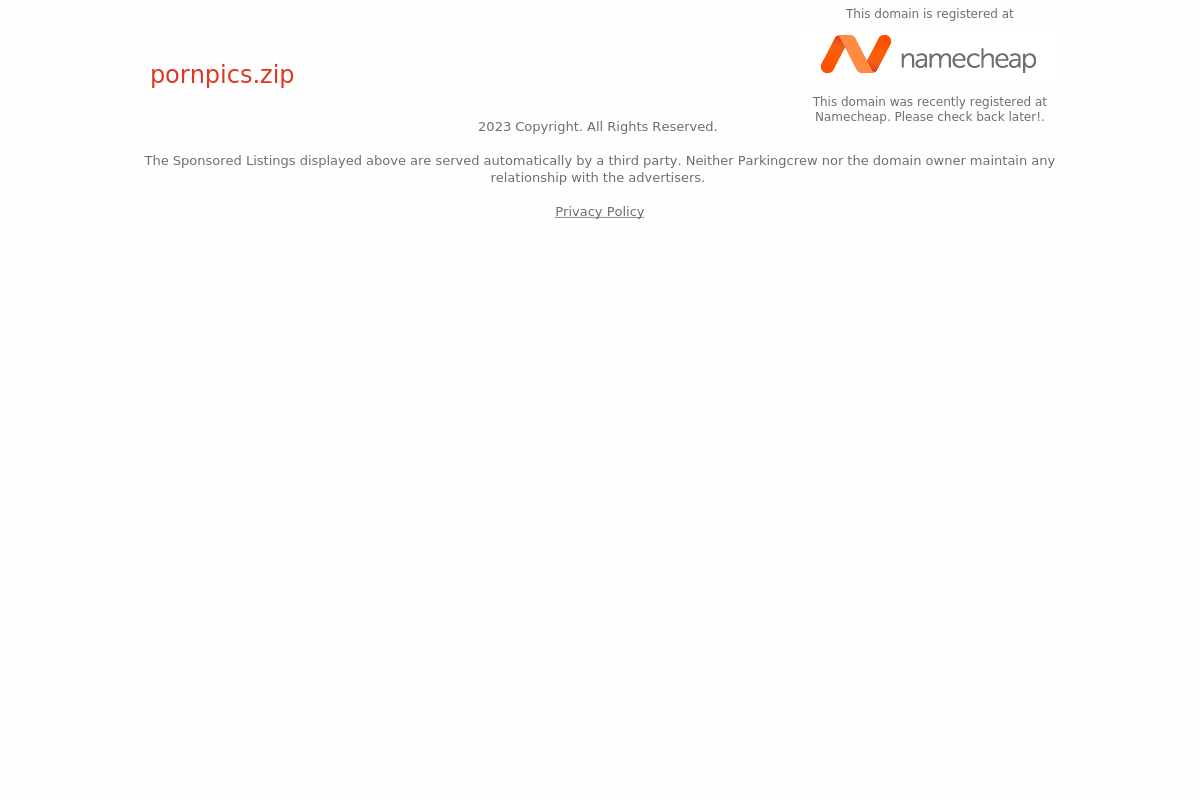 This domain is registered at
namecheap
pornpics.zip
This domain was recently registered at
Namecheap. Please check back later!.
2023 Copyright. All Rights Reserved.
The Sponsored Listings displayed above are served automatically by a third party. Neither Parkingcrew nor the domain owner maintain any
relationship with the advertisers.
Privacy Policy